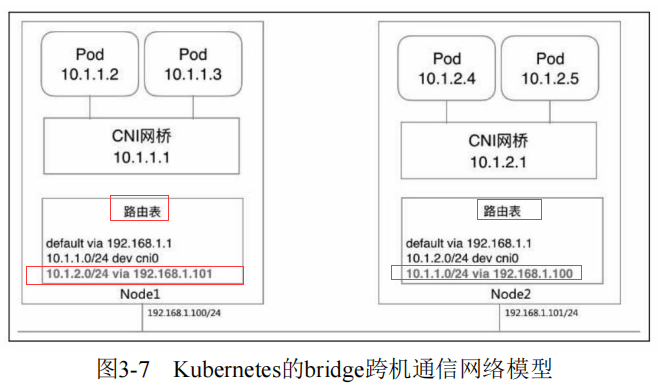 Pod
10.1.1.2
Pod
10.1.1.3
CNI网桥
10.1.1.1
路由表
default via 192.168.1.1
10.1.1.0/24 dev cni0
10.1.2.0/24 via 192.168.1.101
Node1
192.168.1.100/24
Pod
10.1.2.4
Pod
10.1.2.5
CNI网桥
10.1.2.1
路由表
default via 192.168.1.1
10.1.2.0/24 dev cni0
10.1.1.0/24 via 192.168.1.100
Node2
192.168.1.101/24
图3-7 Kubernetes的bridge跨机通信网络模型